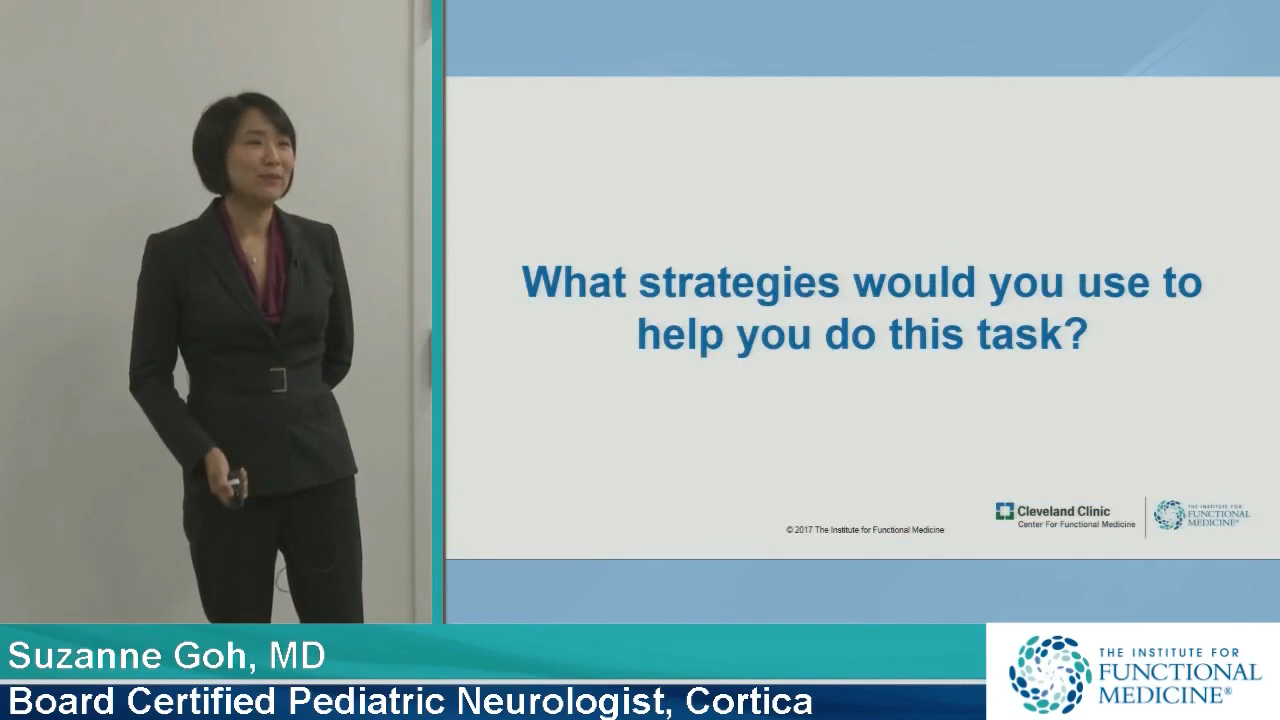 What strategies would you use to
help you do this task?
Cleveland Clinic
Center For Functional Medicine
THE INSTITUTE FOR
FUNCTIONAL
MEDICINE®
© 2017 The Institute for Functional Medicine
Suzanne Goh, MD
Board Certified Pediatric Neurologist, Cortica
THE INSTITUTE FOR
FUNCTIONAL
MEDICINE®